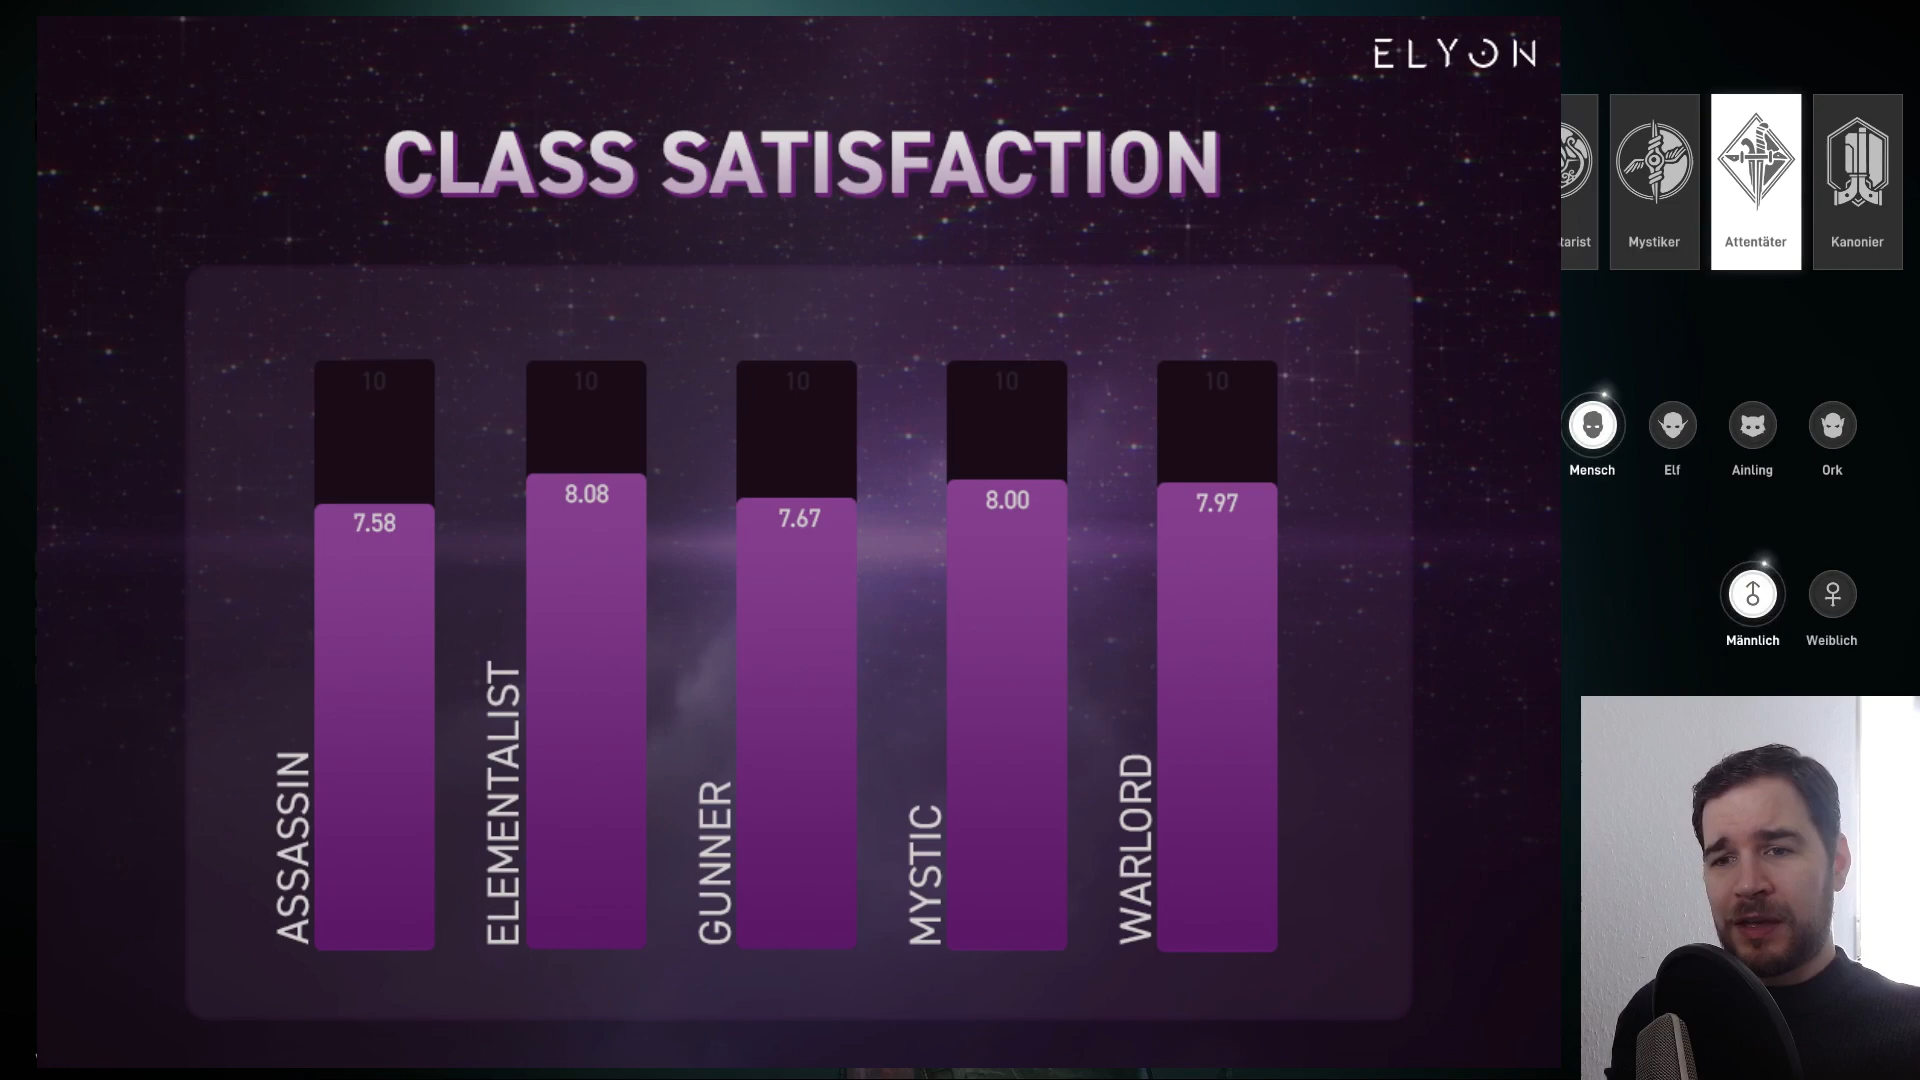 ELYON
CLASS SATISFACTION
10
10
10
10
10
7.58
8.08
7.67
8.00
7.97
ASSASSIN
ELEMENTALIST
GUNNER
MYSTIC
WARLORD
tarist
Mystiker
Attentäter
Kanonier
Mensch
Elf
Ainling
Ork
Männlich
Weiblich